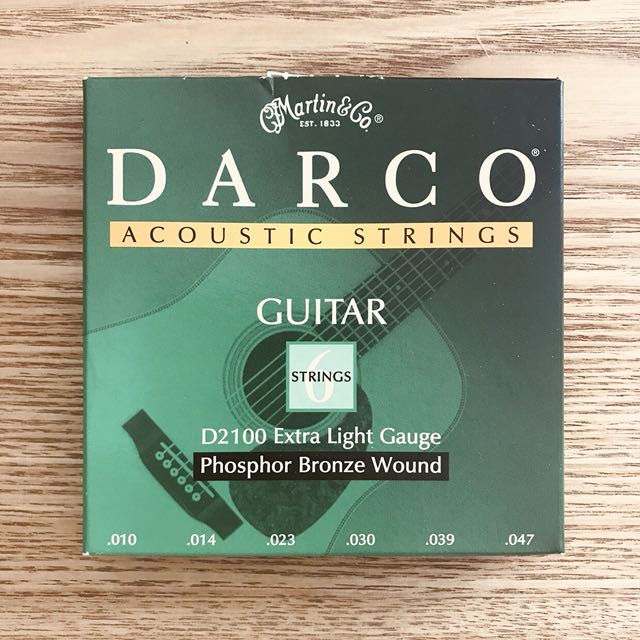 CFMartin & Co.®
EST. 1833
DARCO®
ACOUSTIC STRINGS
GUITAR
6
STRINGS
D2100 Extra Light Gauge
Phosphor Bronze Wound
.010 .014 .023 .030 .039 .047